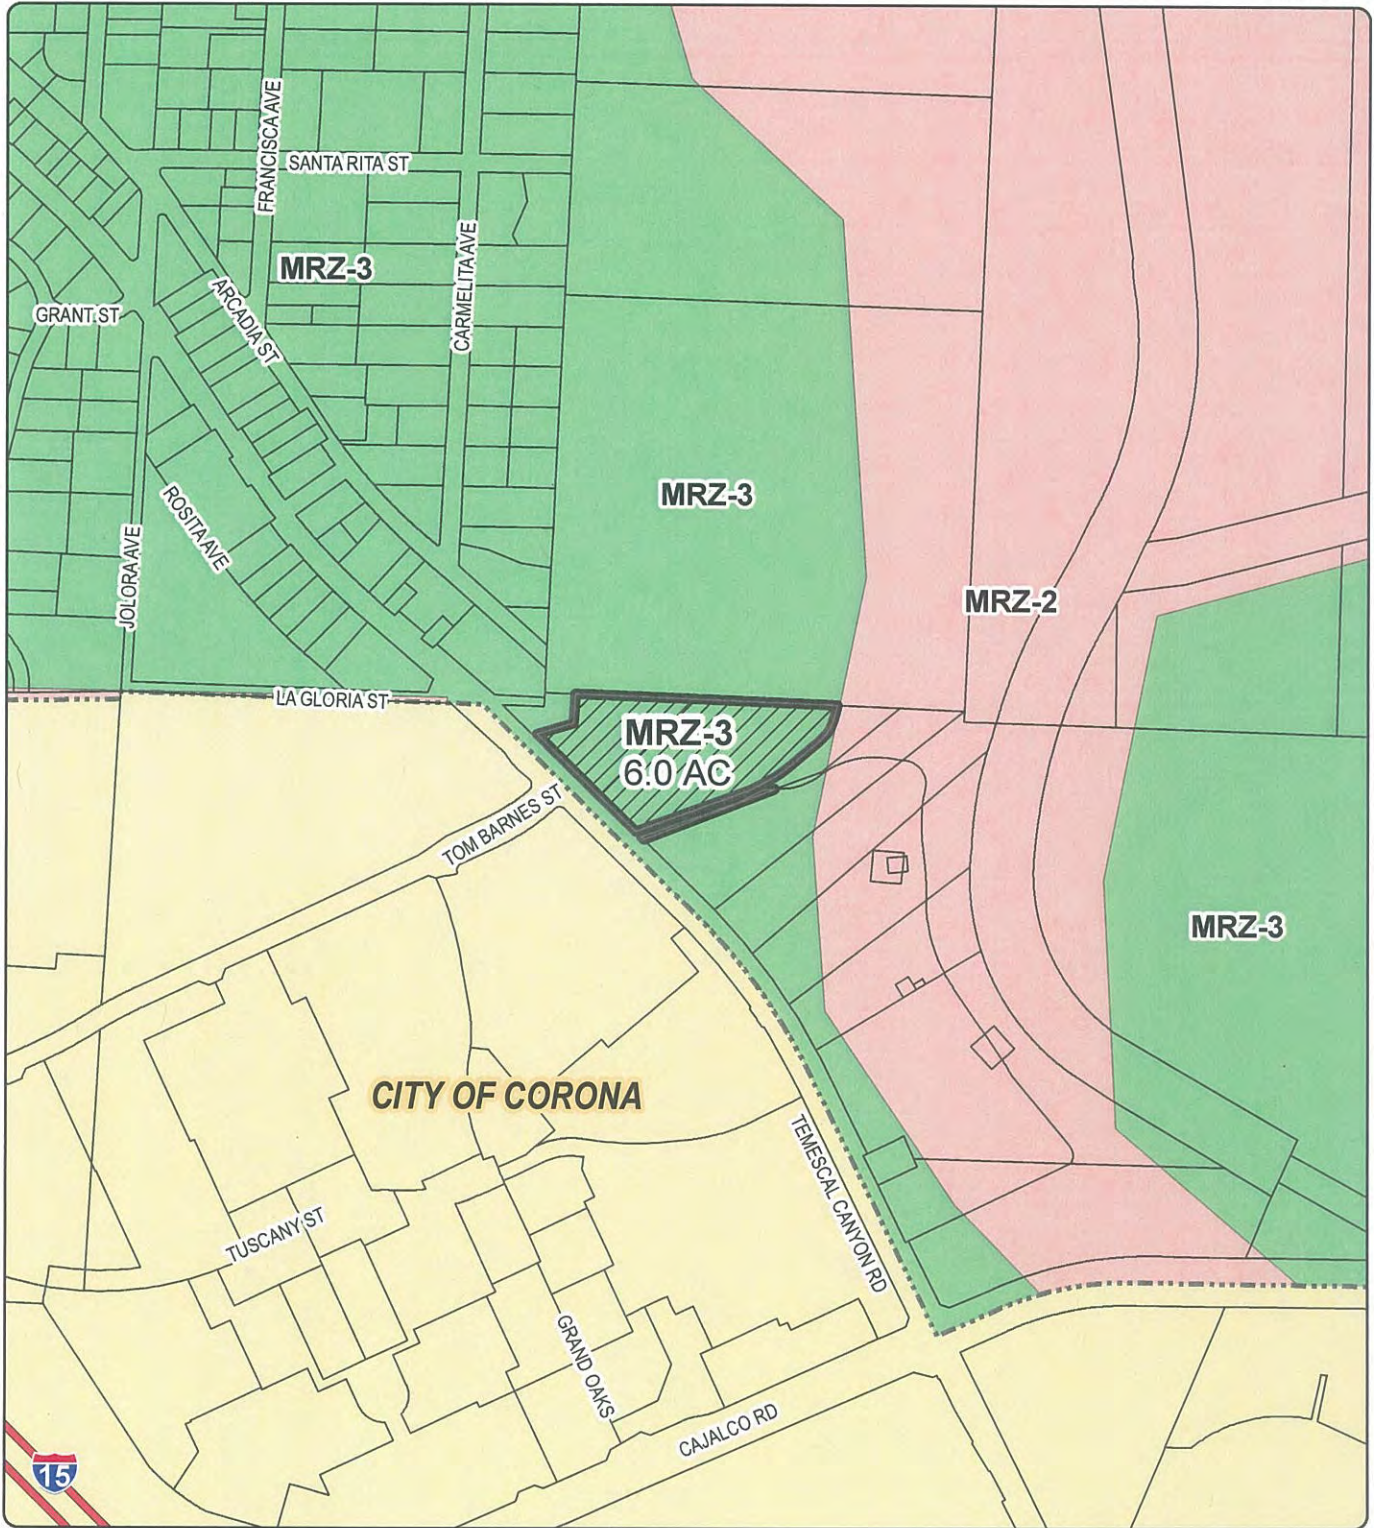 FRANCISCA AVE
SANTA RITA ST
MRZ-3
CARMELITA AVE
ARCADIA ST
GRANT ST
MRZ-3
ROSITA AVE
JOLORA AVE
MRZ-2
LA GLORIA ST
MRZ-3
6.0 AC
TOM BARNES ST
MRZ-3
CITY OF CORONA
TEMESCAL CANYON RD
TUSCANY ST
GRAND OAKS
CAJALCO RD
15